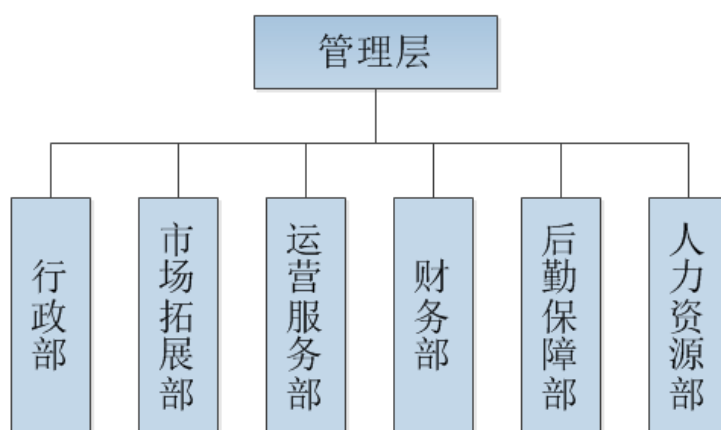 管理层
行政部
市场拓展部
运营服务部
财务部
后勤保障部
人力资源部